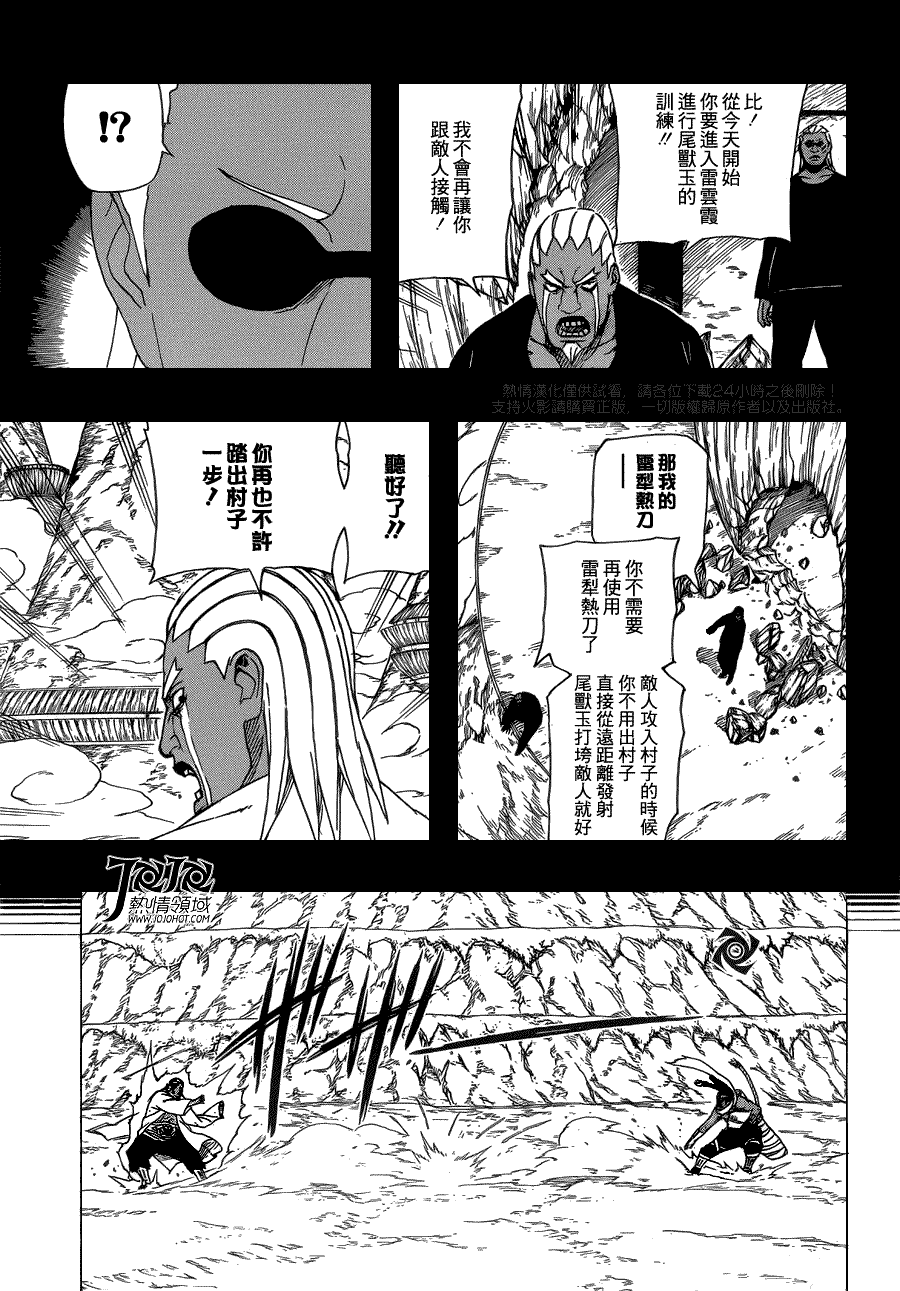 比！
從今天開始
你要進入雷雲霞
進行尾獸玉的
訓練!!
我不會再讓你
跟敵人接觸！
!?
熱情漢化僅供試看，請各位下載24小時之後刪除！
支持火影請購買正版，一切版權歸原作者以及出版社。
那我的
雷犁熱刀
——
你不需要
再使用
雷犁熱刀了
敵人攻入村子的時候
你不用出村子
直接從遠距離發射
尾獸玉打垮敵人就好
聽好了!!
你再也不許
踏出村子
一步！
JOJO
熱情領域
WWW.JOJOHOT.COM